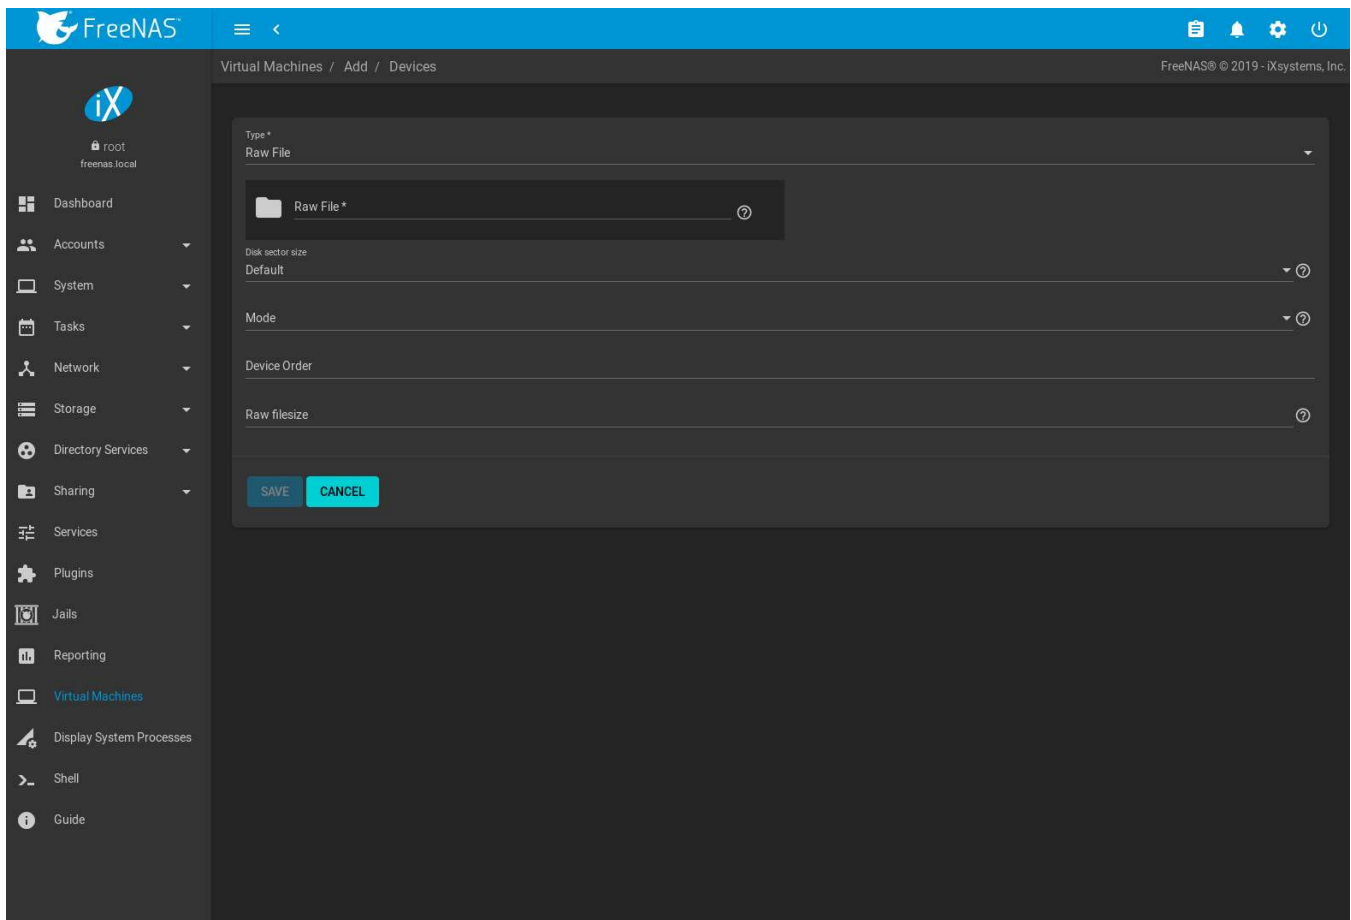 FreeNAS™
Virtual Machines / Add / Devices
FreeNAS® © 2019 - iXsystems, Inc.
iX
root
freenas.local
Dashboard
Accounts
System
Tasks
Network
Storage
Directory Services
Sharing
Services
Plugins
Jails
Reporting
Virtual Machines
Display System Processes
Shell
Guide
Type *
Raw File
Raw File *
Disk sector size
Default
Mode
Device Order
Raw filesize
SAVE CANCEL